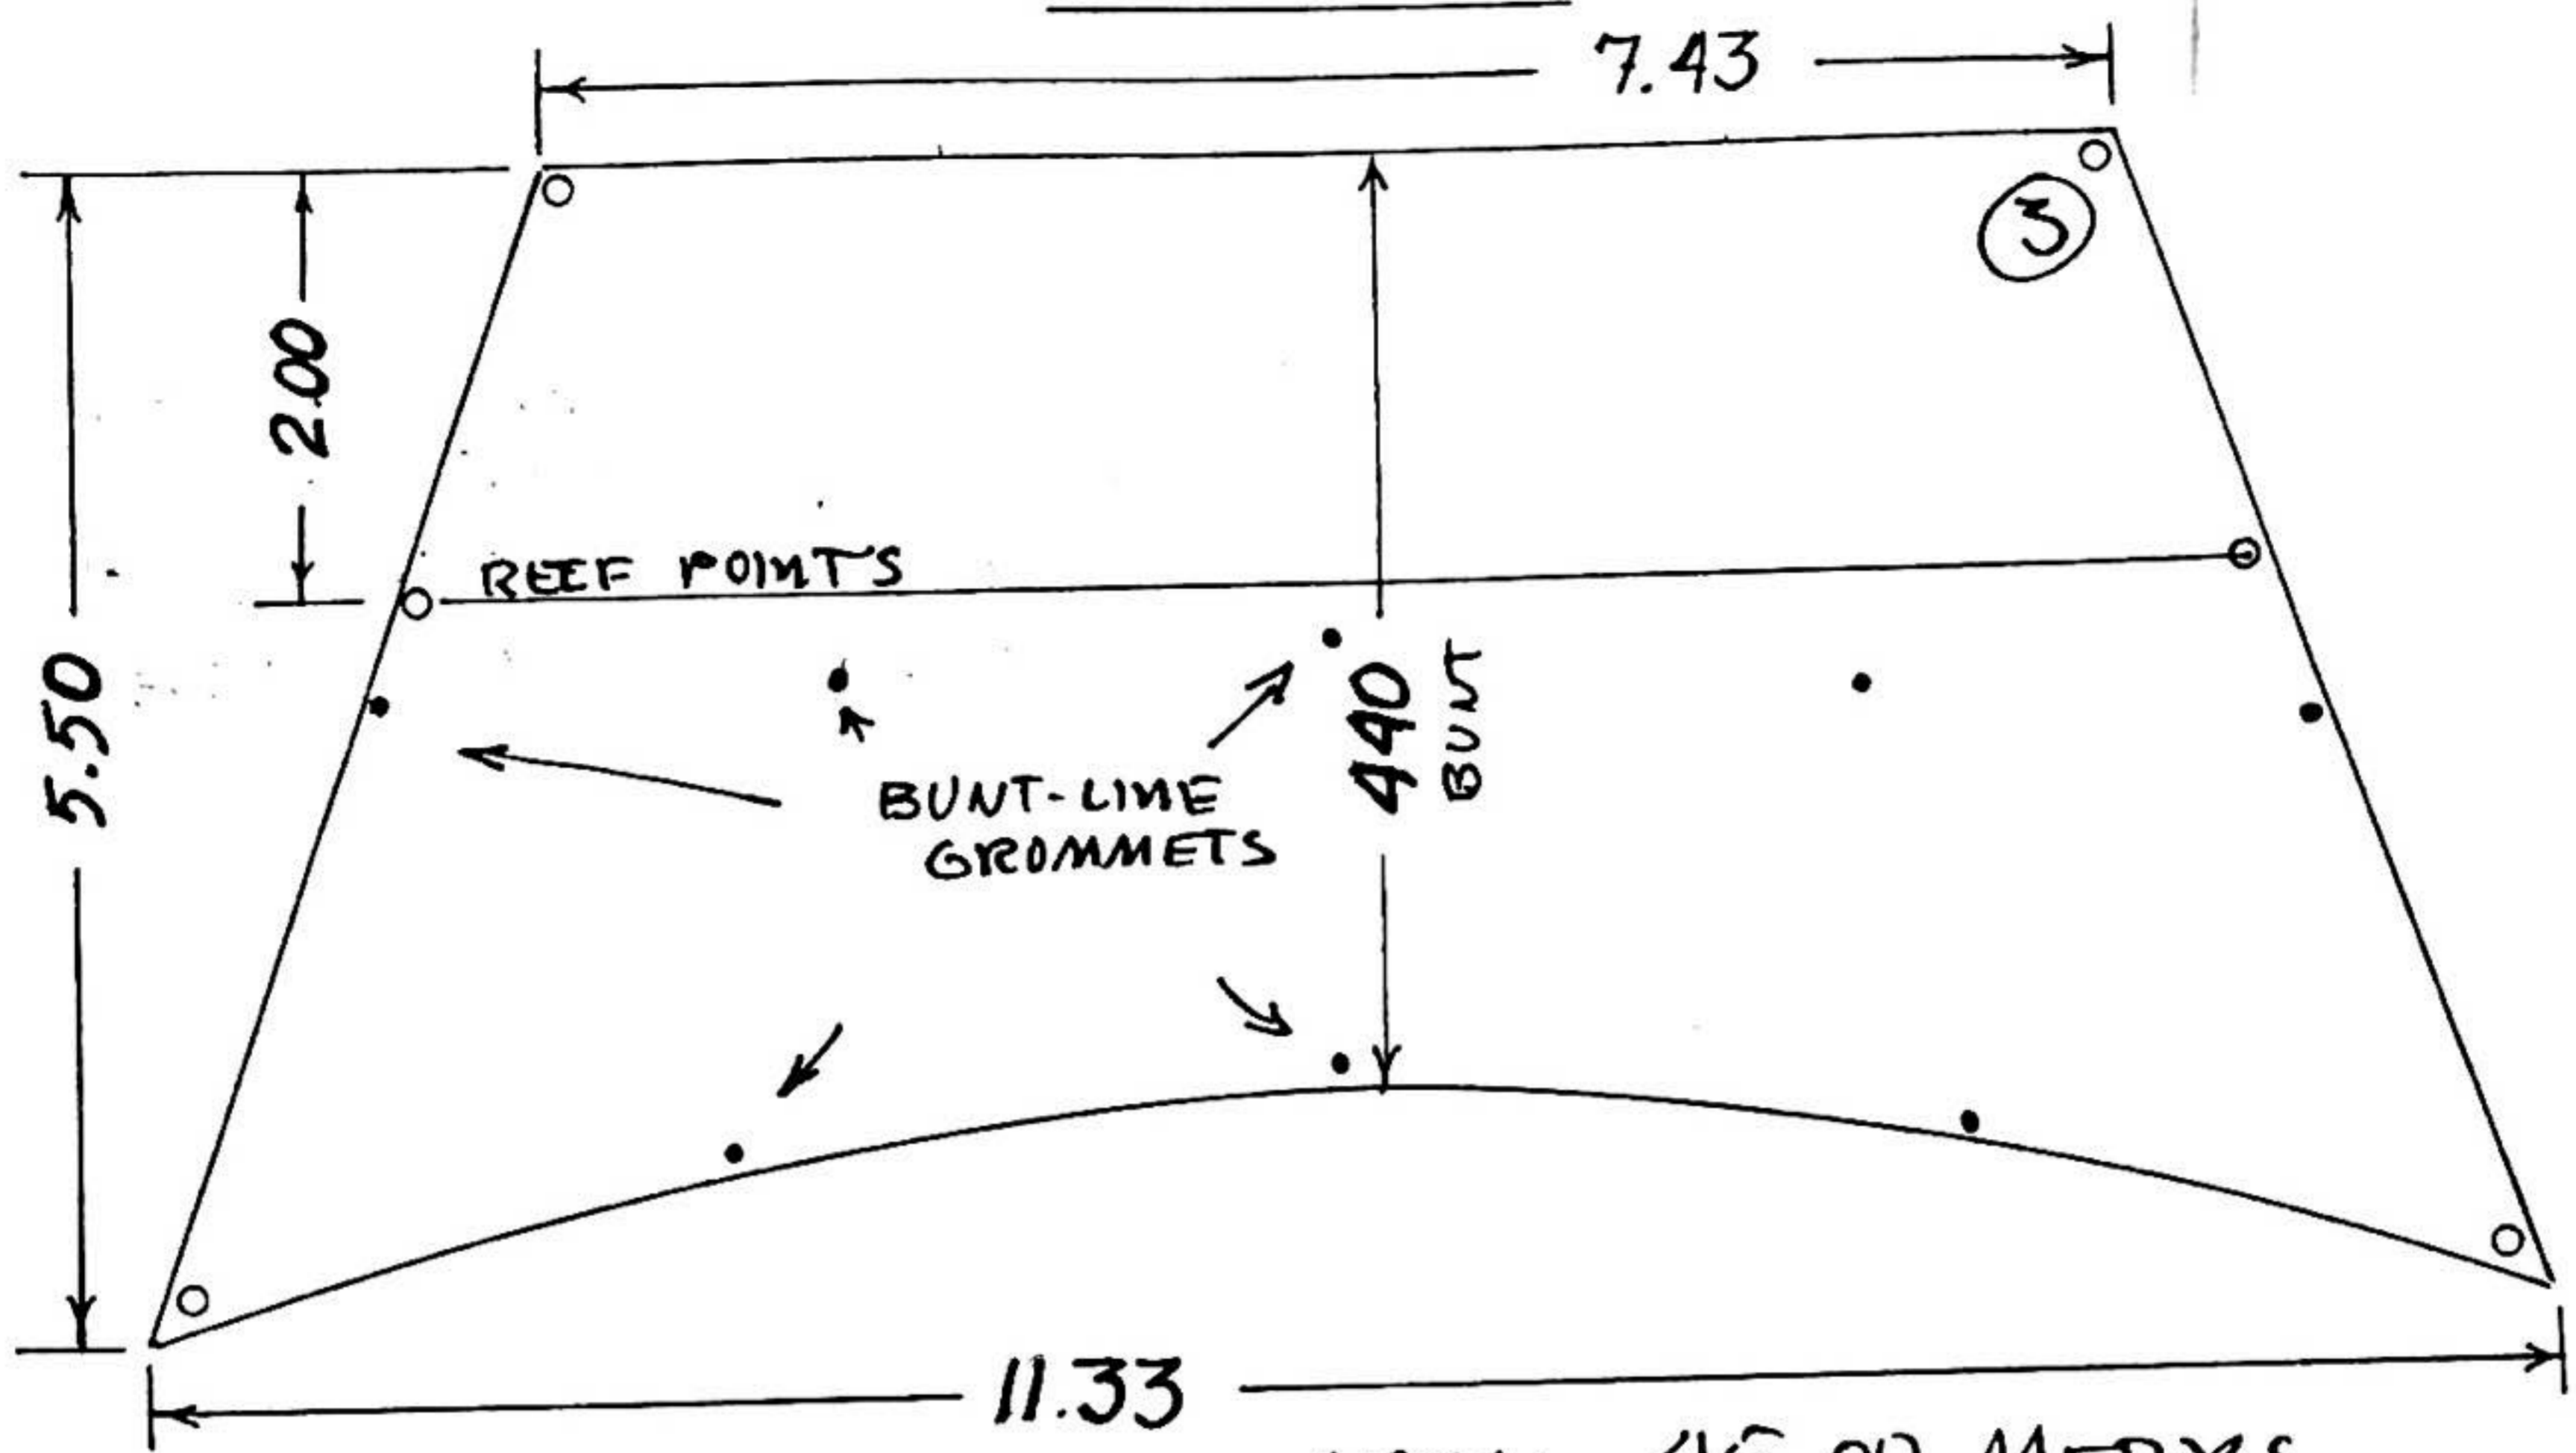 7.43
3
2.00
REEF POINTS
5.50
440
BUNT
BUNT-LINE
GROMMETS
11.33